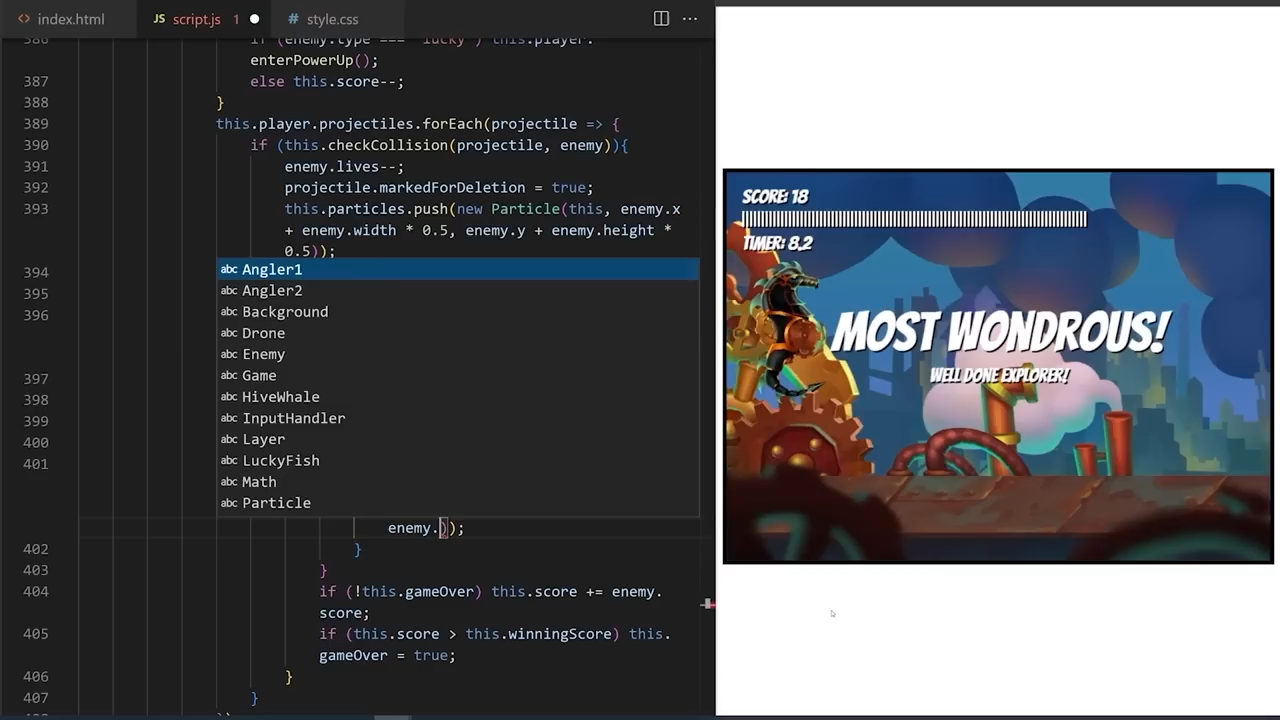 index.html
JS script.js 1
# style.css
386 if (enemy.type === 'lucky') this.player.
enterPowerUp();
387 else this.score--;
388 }
389 this.player.projectiles.forEach(projectile => {
390 if (this.checkCollision(projectile, enemy)){
391 enemy.lives--;
392 projectile.markedForDeletion = true;
393 this.particles.push(new Particle(this, enemy.x
+ enemy.width * 0.5, enemy.y + enemy.height *
0.5));
394 abc Angler1
395 abc Angler2
396 abc Background
abc Drone
abc Enemy
397 abc Game
398 abc HiveWhale
399 abc InputHandler
400 abc Layer
401 abc LuckyFish
abc Math
abc Particle
enemy.));
402 }
403 }
404 if (!this.gameOver) this.score += enemy.
score;
405 if (this.score > this.winningScore) this.
gameOver = true;
406 }
407 }
SCORE: 18
TIMER: 8.2
MOST WONDROUS!
WELL DONE EXPLORER!